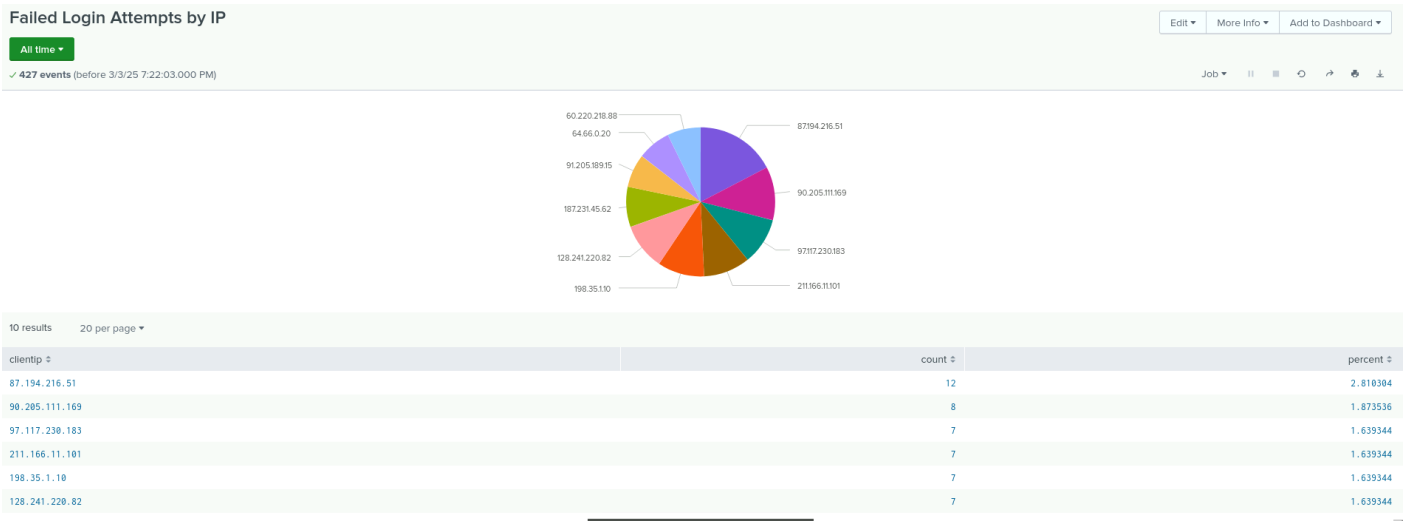 Failed Login Attempts by IP
Edit More Info Add to Dashboard
All time
427 events (before 3/3/25 7:22:03.000 PM)
Job
60.220.218.88
87.194.216.51
64.66.0.20
91.205.189.15
90.205.111.169
187.231.45.62
97.117.230.183
128.241.220.82
211.166.11.101
198.35.1.10
10 results 20 per page
clientip count percent
87.194.216.51 12 2.810304
90.205.111.169 8 1.873536
97.117.230.183 7 1.639344
211.166.11.101 7 1.639344
198.35.1.10 7 1.639344
128.241.220.82 7 1.639344